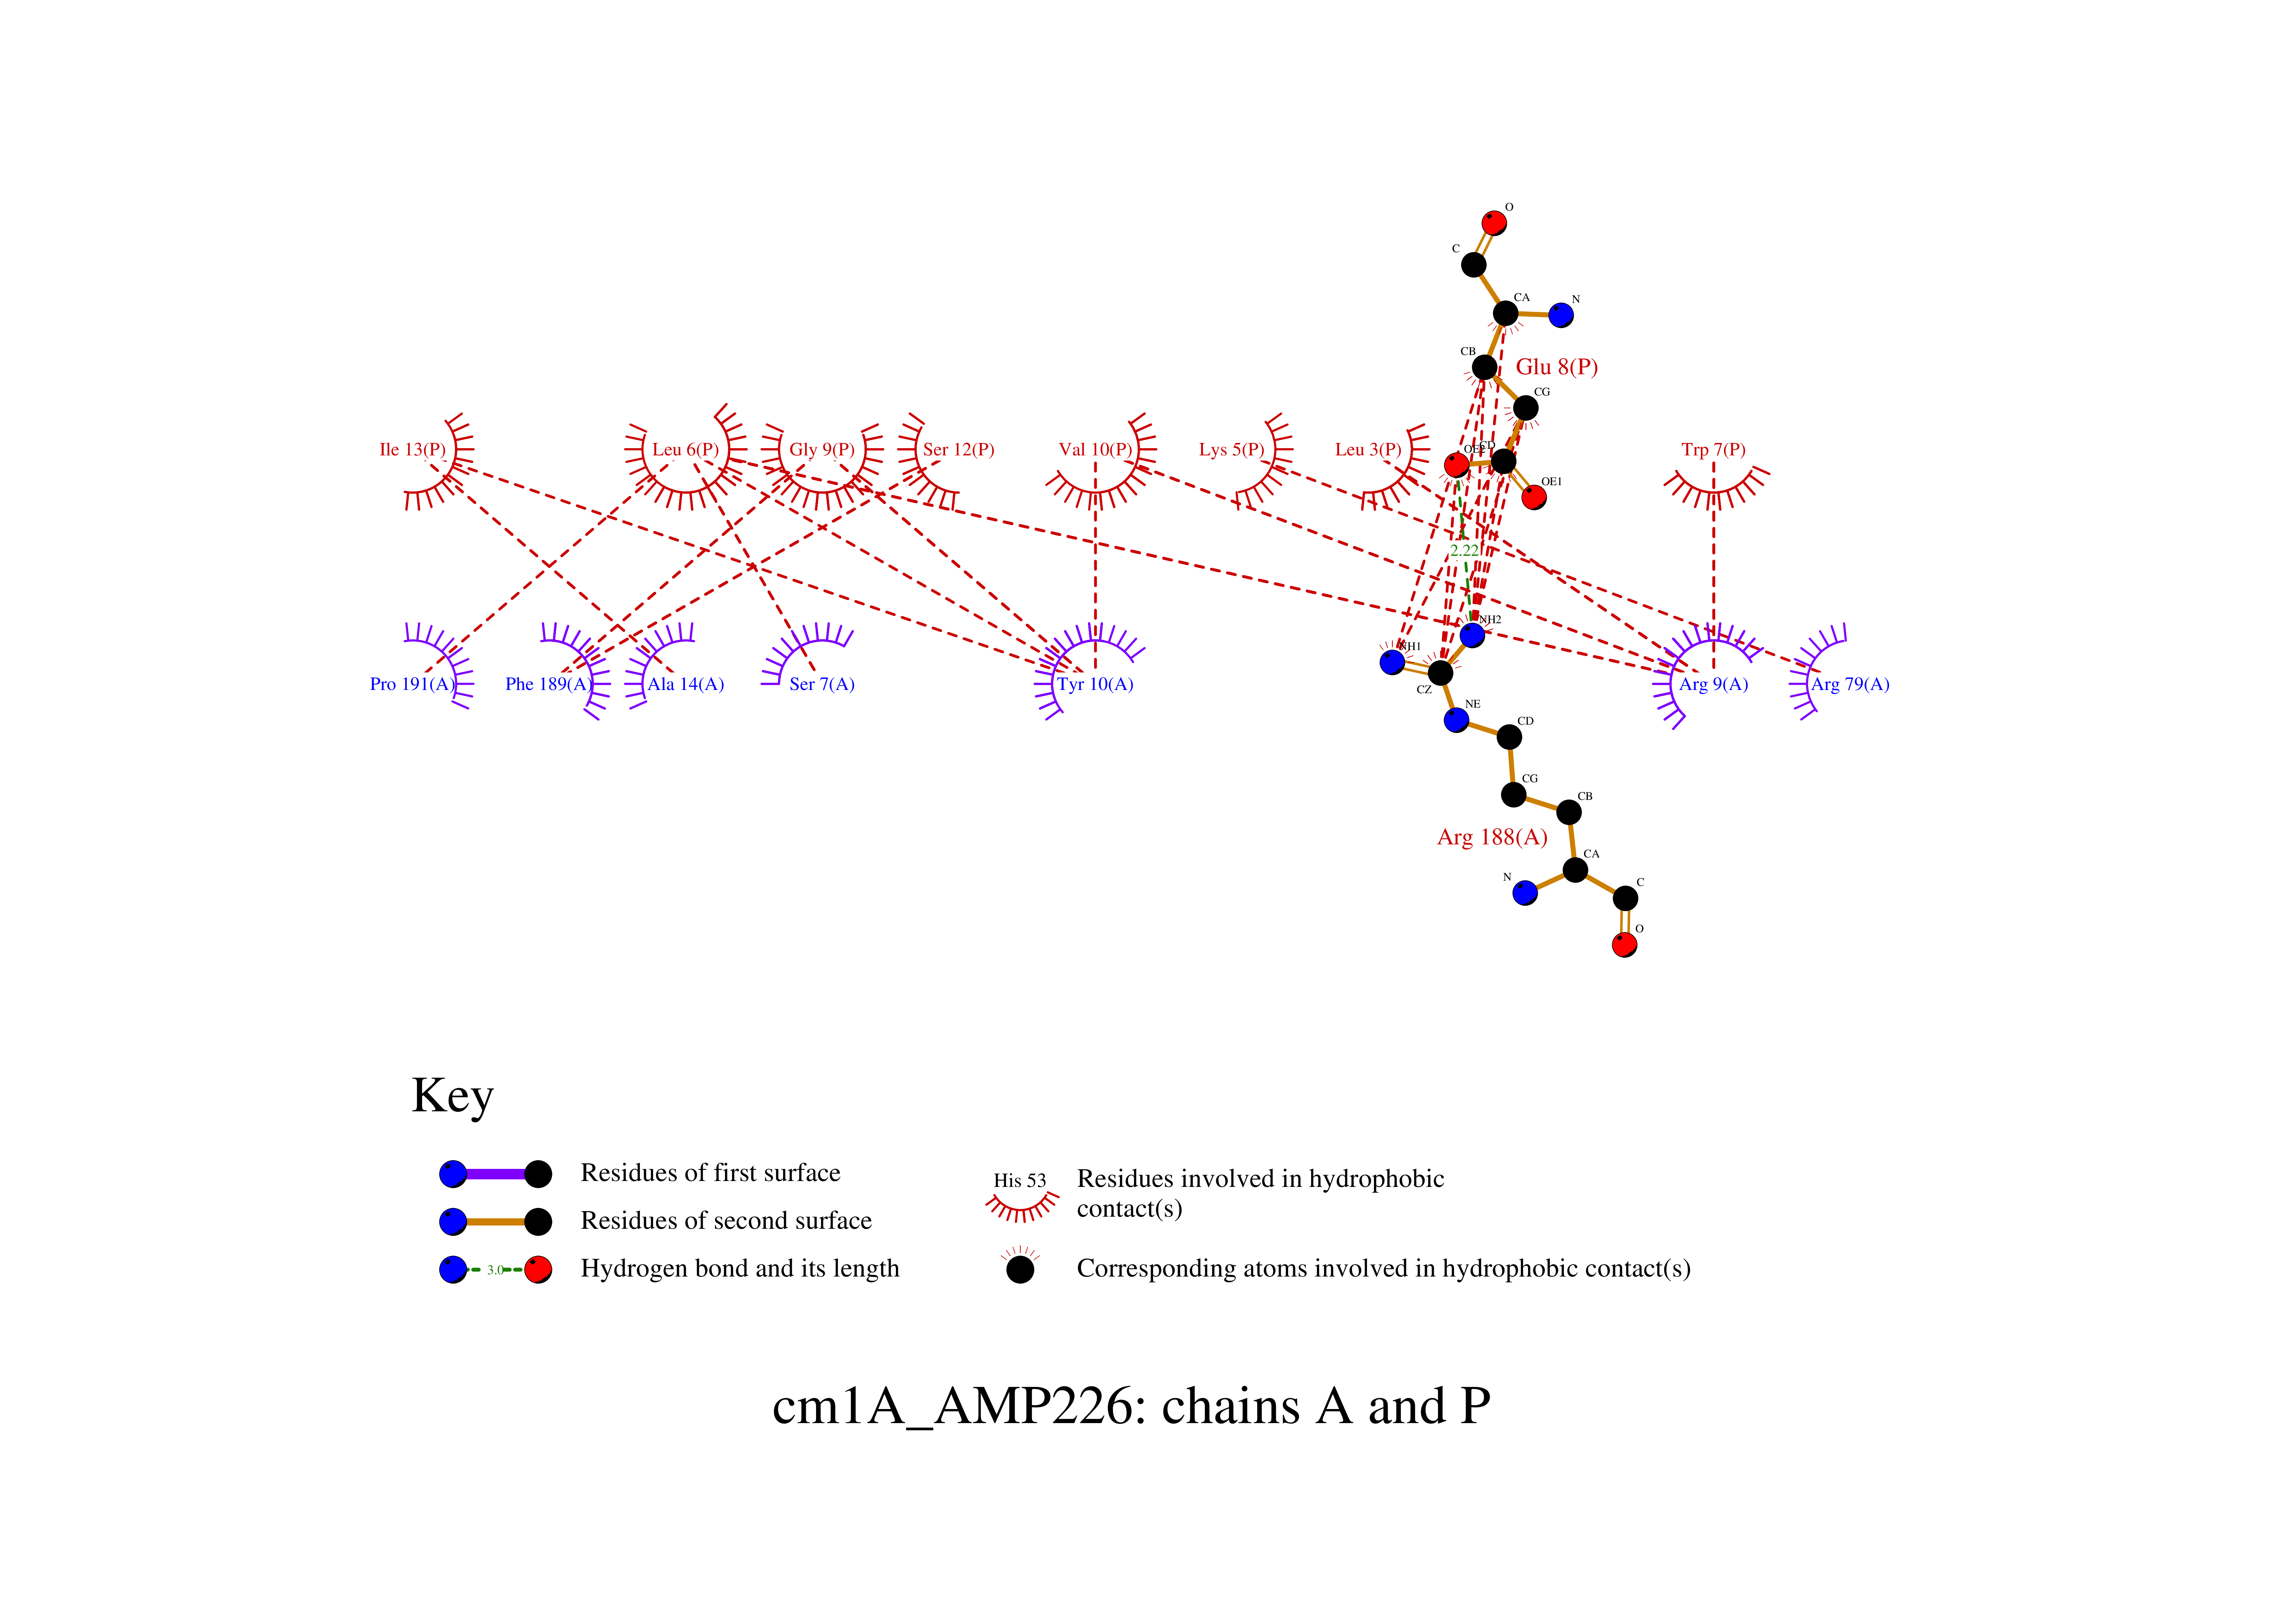 O
C
CA
N
CB
Glu 8(P)
CG
Ile 13(P)
Leu 6(P)
Gly 9(P)
Ser 12(P)
Val 10(P)
Lys 5(P)
Leu 3(P)
OE2
CD
Trp 7(P)
OE1
2.22
NH2
NH1
Pro 191(A)
Phe 189(A)
Ala 14(A)
Ser 7(A)
Tyr 10(A)
CZ
Arg 9(A)
Arg 79(A)
NE
CD
CG
CB
Arg 188(A)
CA
N
C
O
Key
Residues of first surface
Residues of second surface
3.0
Hydrogen bond and its length
His 53
Residues involved in hydrophobic
contact(s)
Corresponding atoms involved in hydrophobic contact(s)
cm1A_AMP226: chains A and P